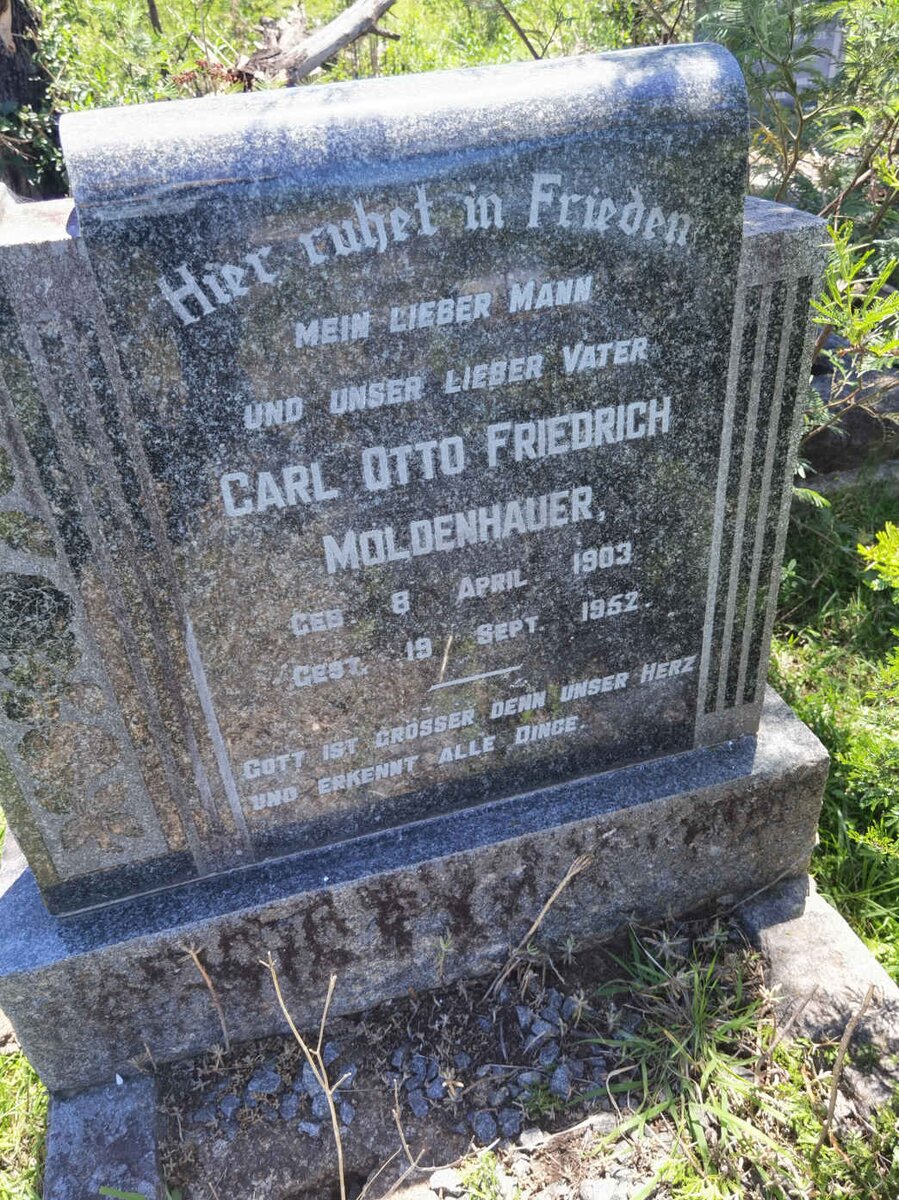 Hier ruhet in Frieden
MEIN LIEBER MANN
UND UNSER LIEBER VATER
CARL OTTO FRIEDRICH
MOLDENHAUER,
GEB. 8 APRIL 1903
GEST. 19 SEPT. 1952.
GOTT IST GROSSER DENN UNSER HERZ
UND ERKENNT ALLE DINGE.